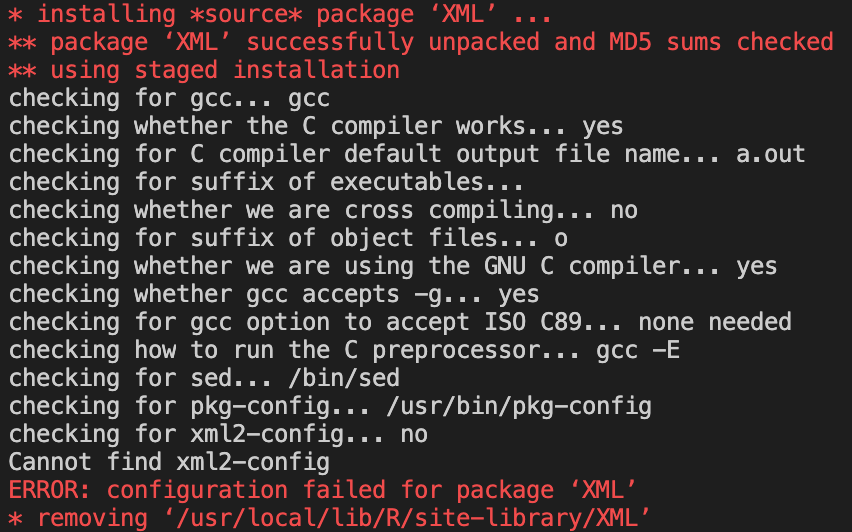 * installing *source* package ‘XML’ ...
** package ‘XML’ successfully unpacked and MD5 sums checked
** using staged installation
checking for gcc... gcc
checking whether the C compiler works... yes
checking for C compiler default output file name... a.out
checking for suffix of executables...
checking whether we are cross compiling... no
checking for suffix of object files... o
checking whether we are using the GNU C compiler... yes
checking whether gcc accepts -g... yes
checking for gcc option to accept ISO C89... none needed
checking how to run the C preprocessor... gcc -E
checking for sed... /bin/sed
checking for pkg-config... /usr/bin/pkg-config
checking for xml2-config... no
Cannot find xml2-config
ERROR: configuration failed for package ‘XML’
* removing ‘/usr/local/lib/R/site-library/XML’